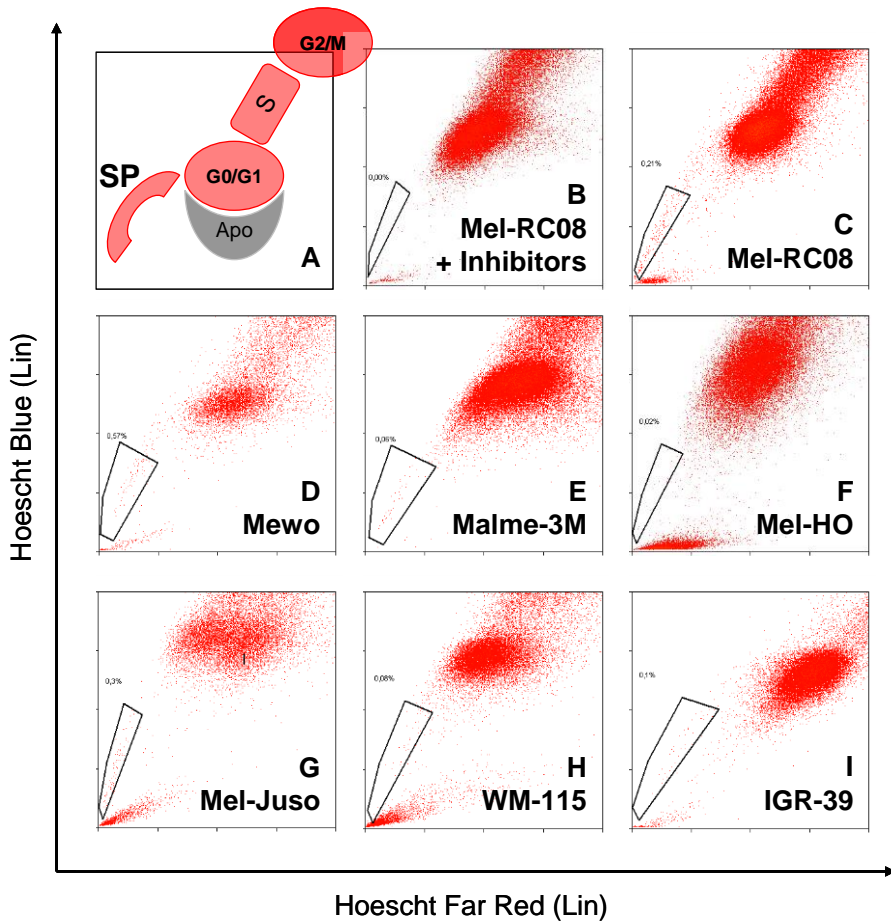 G2/M
S
SP
G0/G1
Apo
A
0,00%
B
Mel-RC08
+ Inhibitors
0,21%
C
Mel-RC08
0,57%
D
Mewo
0,06%
E
Malme-3M
0,02%
F
Mel-HO
0,3%
I
G
Mel-Juso
0,08%
H
WM-115
0,1%
I
IGR-39
Hoescht Blue (Lin)
Hoescht Far Red (Lin)